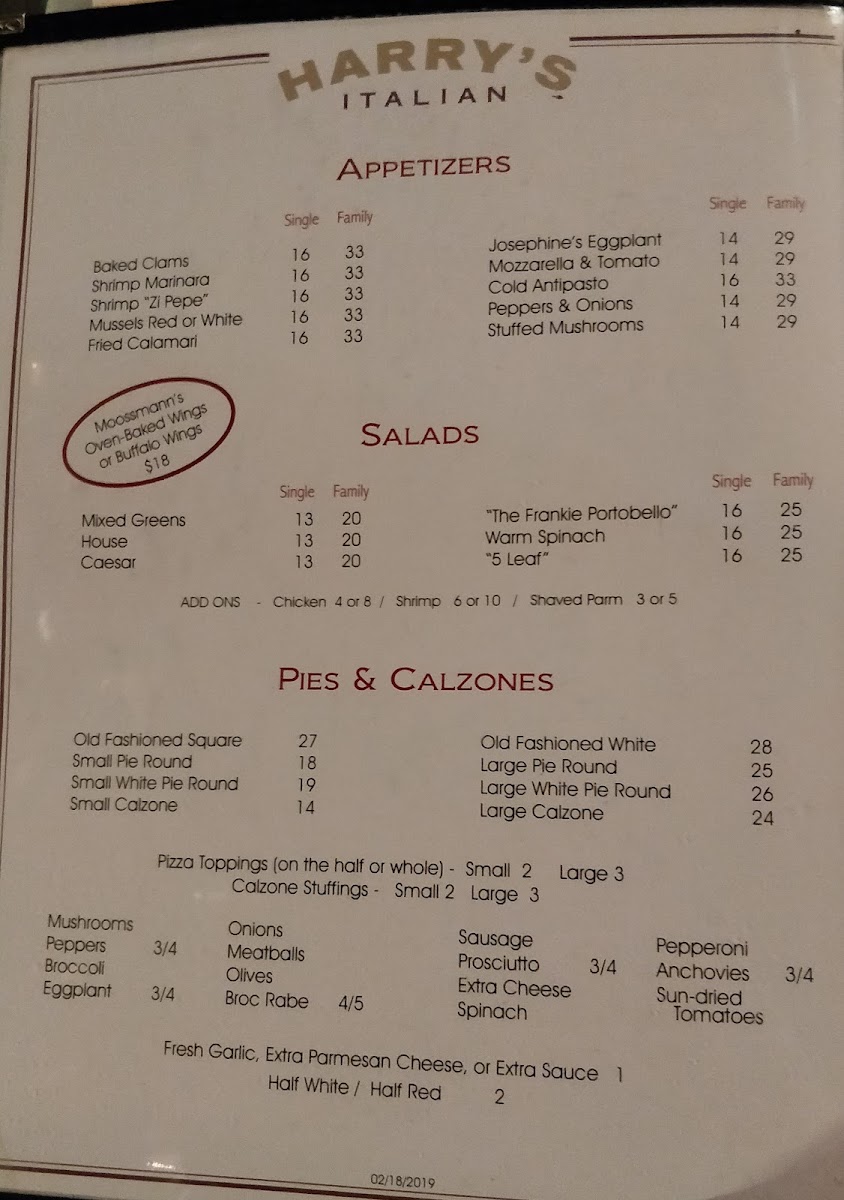 HARRY'S
ITALIAN
APPETIZERS
Single Family
Baked Clams 16 33
Shrimp Marinara 16 33
Shrimp "Zi Pepe" 16 33
Mussels Red or White 16 33
Fried Calamari 16 33
Single Family
Josephine's Eggplant 14 29
Mozzarella & Tomato 14 29
Cold Antipasto 16 33
Peppers & Onions 14 29
Stuffed Mushrooms 14 29
Moossmann's
Oven-Baked Wings
or Buffalo Wings
$18
SALADS
Single Family
Mixed Greens 13 20
House 13 20
Caesar 13 20
Single Family
"The Frankie Portobello" 16 25
Warm Spinach 16 25
"5 Leaf" 16 25
ADD ONS - Chicken 4 or 8 / Shrimp 6 or 10 / Shaved Parm 3 or 5
PIES & CALZONES
Old Fashioned Square 27
Small Pie Round 18
Small White Pie Round 19
Small Calzone 14
Old Fashioned White 28
Large Pie Round 25
Large White Pie Round 26
Large Calzone 24
Pizza Toppings (on the half or whole) - Small 2 Large 3
Calzone Stuffings - Small 2 Large 3
Mushrooms
Peppers 3/4
Broccoli
Eggplant 3/4
Onions
Meatballs
Olives
Broc Rabe 4/5
Sausage
Prosciutto 3/4
Extra Cheese
Spinach
Pepperoni
Anchovies 3/4
Sun-dried
Tomatoes
Fresh Garlic, Extra Parmesan Cheese, or Extra Sauce 1
Half White / Half Red 2
02/18/2019